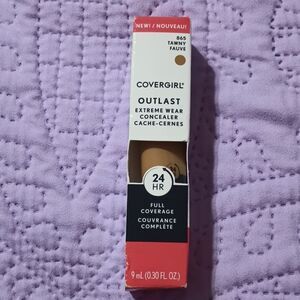 NEW! / NOUVEAU!
865
TAWNY
FAUVE
COVERGIRL
OUTLAST
EXTREME WEAR
CONCEALER
CACHE-CERNES
24
HR
FULL
COVERAGE
COUVRANCE
COMPLÈTE
9 mL (0.30 FL. OZ.)